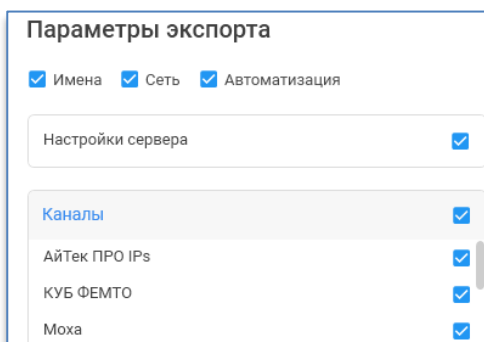 Параметры экспорта
Имена Сеть Автоматизация
Настройки сервера
Каналы
АйТек ПРО IPs
КУБ ФЕМТО
Моха